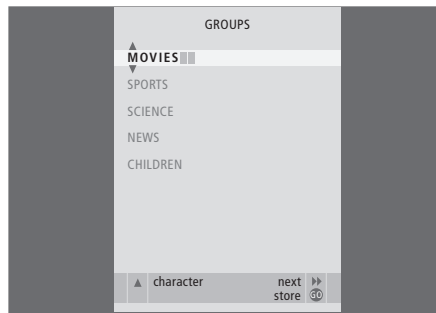 GROUPS
MOVIES
SPORTS
SCIENCE
NEWS
CHILDREN
character next
store GO